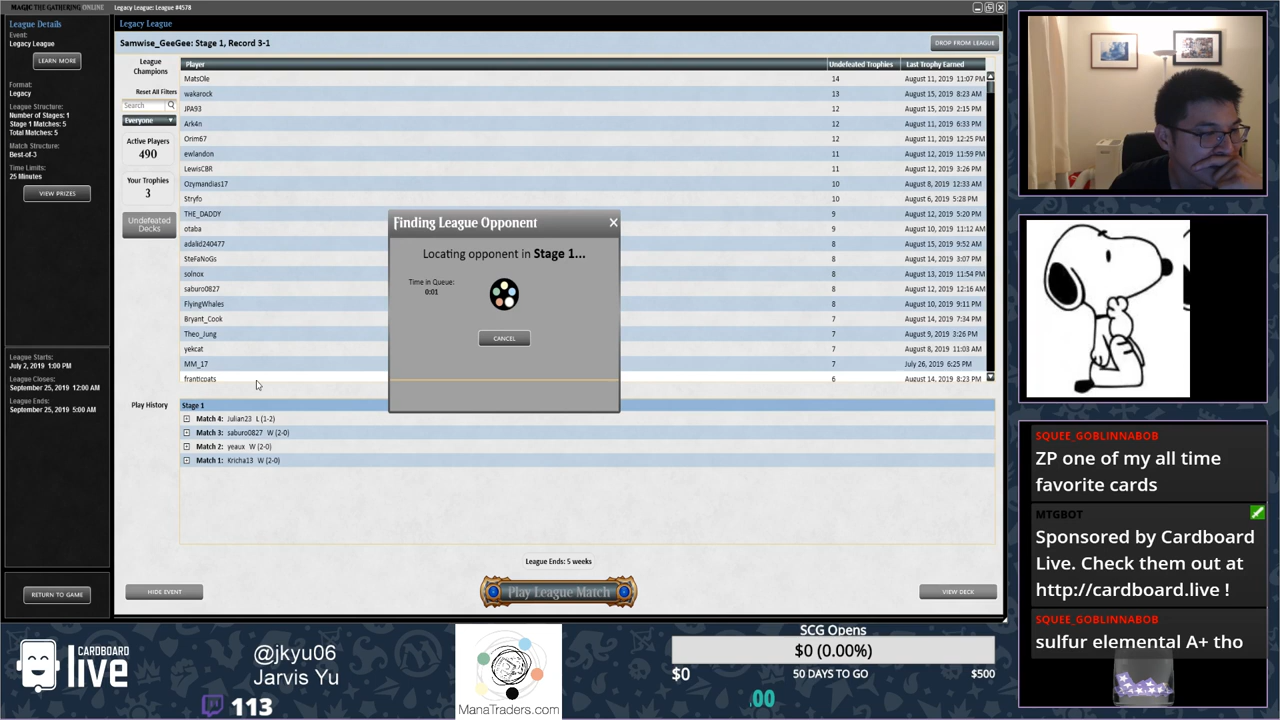 MAGIC THE GATHERING ONLINE
Legacy League: League #4578
League Details
Event:
Legacy League
LEARN MORE
Format:
Legacy
League Structure:
Number of Stages: 1
Stage 1 Matches: 5
Total Matches: 5
Match Structure:
Best-of-3
Time Limits:
25 Minutes
VIEW PRIZES
League Starts:
July 2, 2019 1:00 PM
League Closes:
September 25, 2019 12:00 AM
League Ends:
September 25, 2019 5:00 AM
RETURN TO GAME
Legacy League
Samwise_GeeGee: Stage 1, Record 3-1
DROP FROM LEAGUE
League
Champions
Reset All Filters
Search
Everyone
Active Players
490
Your Trophies
3
Undefeated
Decks
Player Undefeated Trophies Last Trophy Earned
MatsOle 14 August 11, 2019 11:07 PM
wakarock 13 August 15, 2019 8:23 AM
JPA93 12 August 15, 2019 2:15 PM
Ark4n 12 August 11, 2019 6:33 PM
Orim67 12 August 11, 2019 12:25 PM
ewlandon 11 August 12, 2019 11:59 PM
LewisCBR 11 August 12, 2019 3:26 PM
Ozymandias17 10 August 8, 2019 12:33 AM
Stryfo 10 August 6, 2019 5:28 PM
THE_DADDY 9 August 12, 2019 5:20 PM
otaba 9 August 10, 2019 11:12 AM
adalid240477 8 August 15, 2019 9:52 AM
SteFaNoGs 8 August 14, 2019 3:07 PM
solnox 8 August 13, 2019 11:54 PM
saburo0827 8 August 12, 2019 12:16 AM
FlyingWhales 8 August 10, 2019 9:11 PM
Bryant_Cook 7 August 14, 2019 7:34 PM
Theo_Jung 7 August 9, 2019 3:26 PM
yekcat 7 August 8, 2019 11:03 AM
MM_17 7 July 26, 2019 6:25 PM
franticoats 6 August 14, 2019 8:23 PM
Finding League Opponent
Locating opponent in Stage 1...
Time in Queue:
0:01
CANCEL
Play History
Stage 1
Match 4: Julian23 L (1-2)
Match 3: saburo0827 W (2-0)
Match 2: yeaux W (2-0)
Match 1: Kricha13 W (2-0)
League Ends: 5 weeks
HIDE EVENT
Play League Match
VIEW DECK
SQUEE_GOBLINNABOB
ZP one of my all time
favorite cards
MTGBOT
Sponsored by Cardboard
Live. Check them out at
http://cardboard.live !
SQUEE_GOBLINNABOB
sulfur elemental A+ tho
CARDBOARD
live
@jkyu06
Jarvis Yu
113
ManaTraders.com
SCG Opens
$0 (0.00%)
$0
50 DAYS TO GO
$500
:00